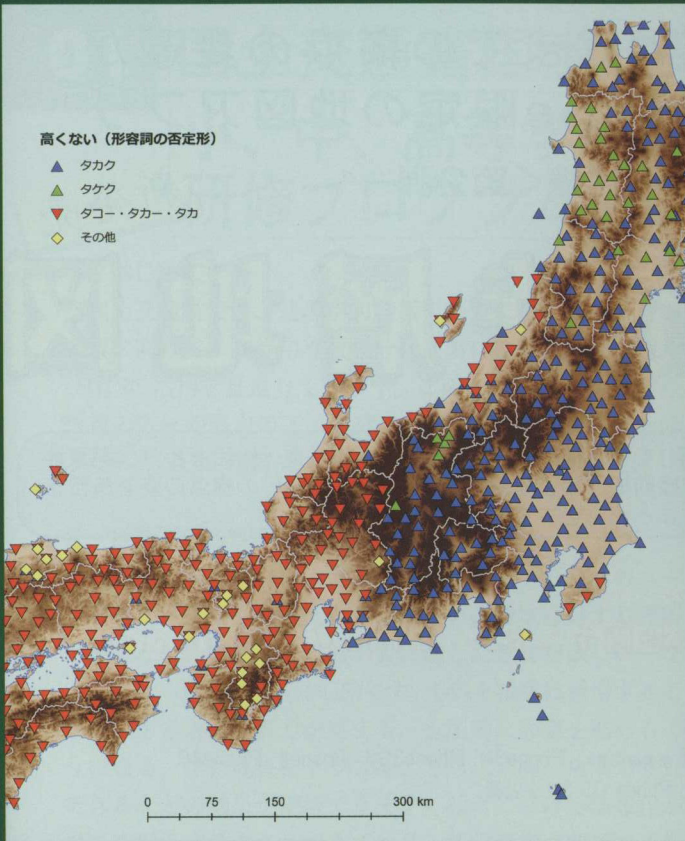 高くない（形容詞の否定形）
タカク
タケク
タコー・タカー・タカ
その他
0 75 150 300 km